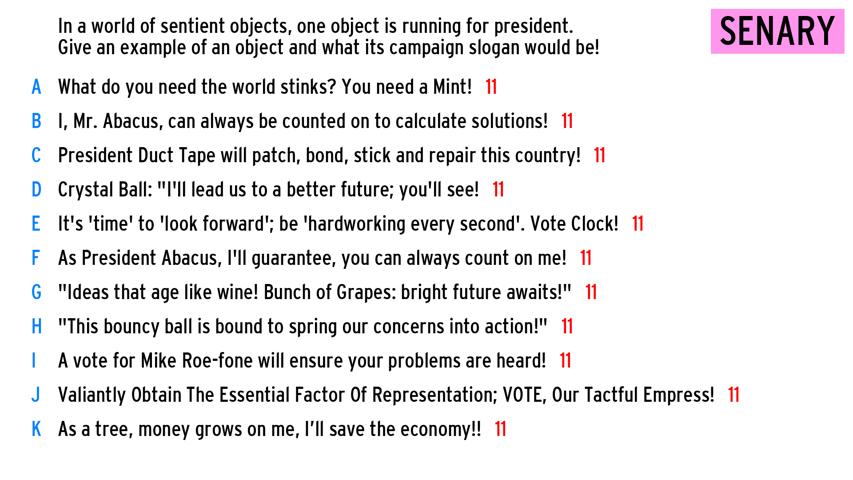 In a world of sentient objects, one object is running for president.
Give an example of an object and what its campaign slogan would be!
SENARY
A What do you need the world stinks? You need a Mint! 11
B I, Mr. Abacus, can always be counted on to calculate solutions! 11
C President Duct Tape will patch, bond, stick and repair this country! 11
D Crystal Ball: "I'll lead us to a better future; you'll see! 11
E It's 'time' to 'look forward'; be 'hardworking every second'. Vote Clock! 11
F As President Abacus, I'll guarantee, you can always count on me! 11
G "Ideas that age like wine! Bunch of Grapes: bright future awaits!" 11
H "This bouncy ball is bound to spring our concerns into action!" 11
I A vote for Mike Roe-fone will ensure your problems are heard! 11
J Valiantly Obtain The Essential Factor Of Representation; VOTE, Our Tactful Empress! 11
K As a tree, money grows on me, I’ll save the economy!! 11